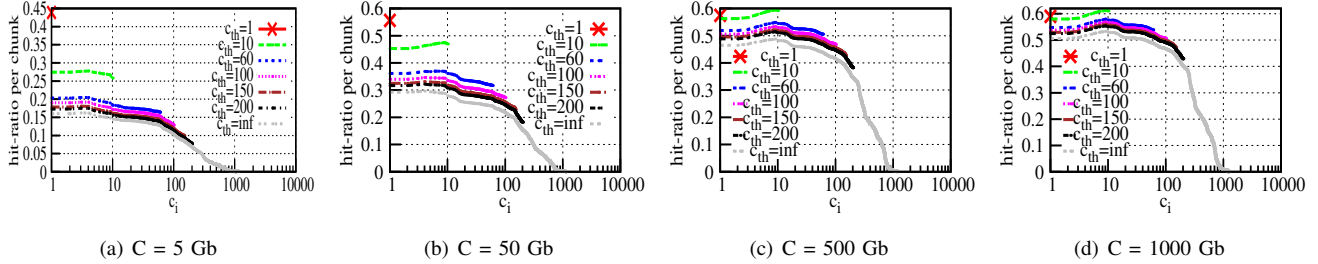 hit-ratio per chunk
0.45
0.4
0.35
0.3
0.25
0.2
0.15
0.1
0.05
0
1
10
100
1000
10000
c_i
c_th=1
c_th=10
c_th=60
c_th=100
c_th=150
c_th=200
c_th=inf
(a) C = 5 Gb
hit-ratio per chunk
0.6
0.5
0.4
0.3
0.2
0.1
0
1
10
100
1000
10000
c_i
c_th=1
c_th=10
c_th=60
c_th=100
c_th=150
c_th=200
c_th=inf
(b) C = 50 Gb
hit-ratio per chunk
0.6
0.5
0.4
0.3
0.2
0.1
0
1
10
100
1000
10000
c_i
c_th=1
c_th=10
c_th=60
c_th=100
c_th=150
c_th=200
c_th=inf
(c) C = 500 Gb
hit-ratio per chunk
0.6
0.5
0.4
0.3
0.2
0.1
0
1
10
100
1000
10000
c_i
c_th=1
c_th=10
c_th=60
c_th=100
c_th=150
c_th=200
c_th=inf
(d) C = 1000 Gb